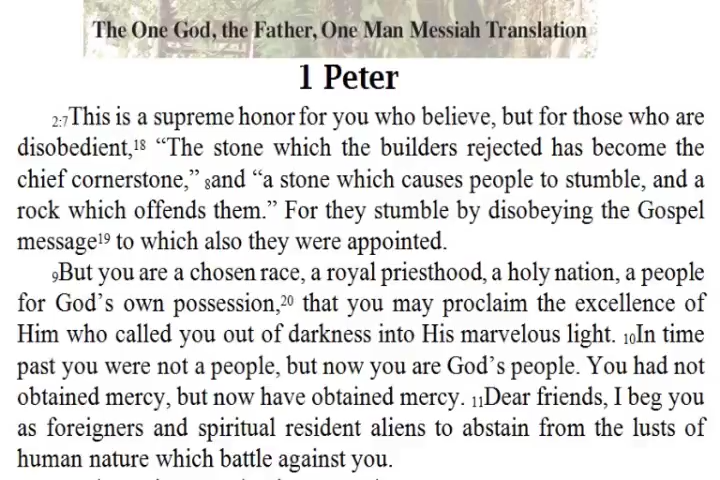 The One God, the Father, One Man Messiah Translation
1 Peter
2:7This is a supreme honor for you who believe, but for those who are
disobedient,18 “The stone which the builders rejected has become the
chief cornerstone,” 8and “a stone which causes people to stumble, and a
rock which offends them.” For they stumble by disobeying the Gospel
message19 to which also they were appointed.
9But you are a chosen race, a royal priesthood, a holy nation, a people
for God’s own possession,20 that you may proclaim the excellence of
Him who called you out of darkness into His marvelous light. 10In time
past you were not a people, but now you are God’s people. You had not
obtained mercy, but now have obtained mercy. 11Dear friends, I beg you
as foreigners and spiritual resident aliens to abstain from the lusts of
human nature which battle against you.